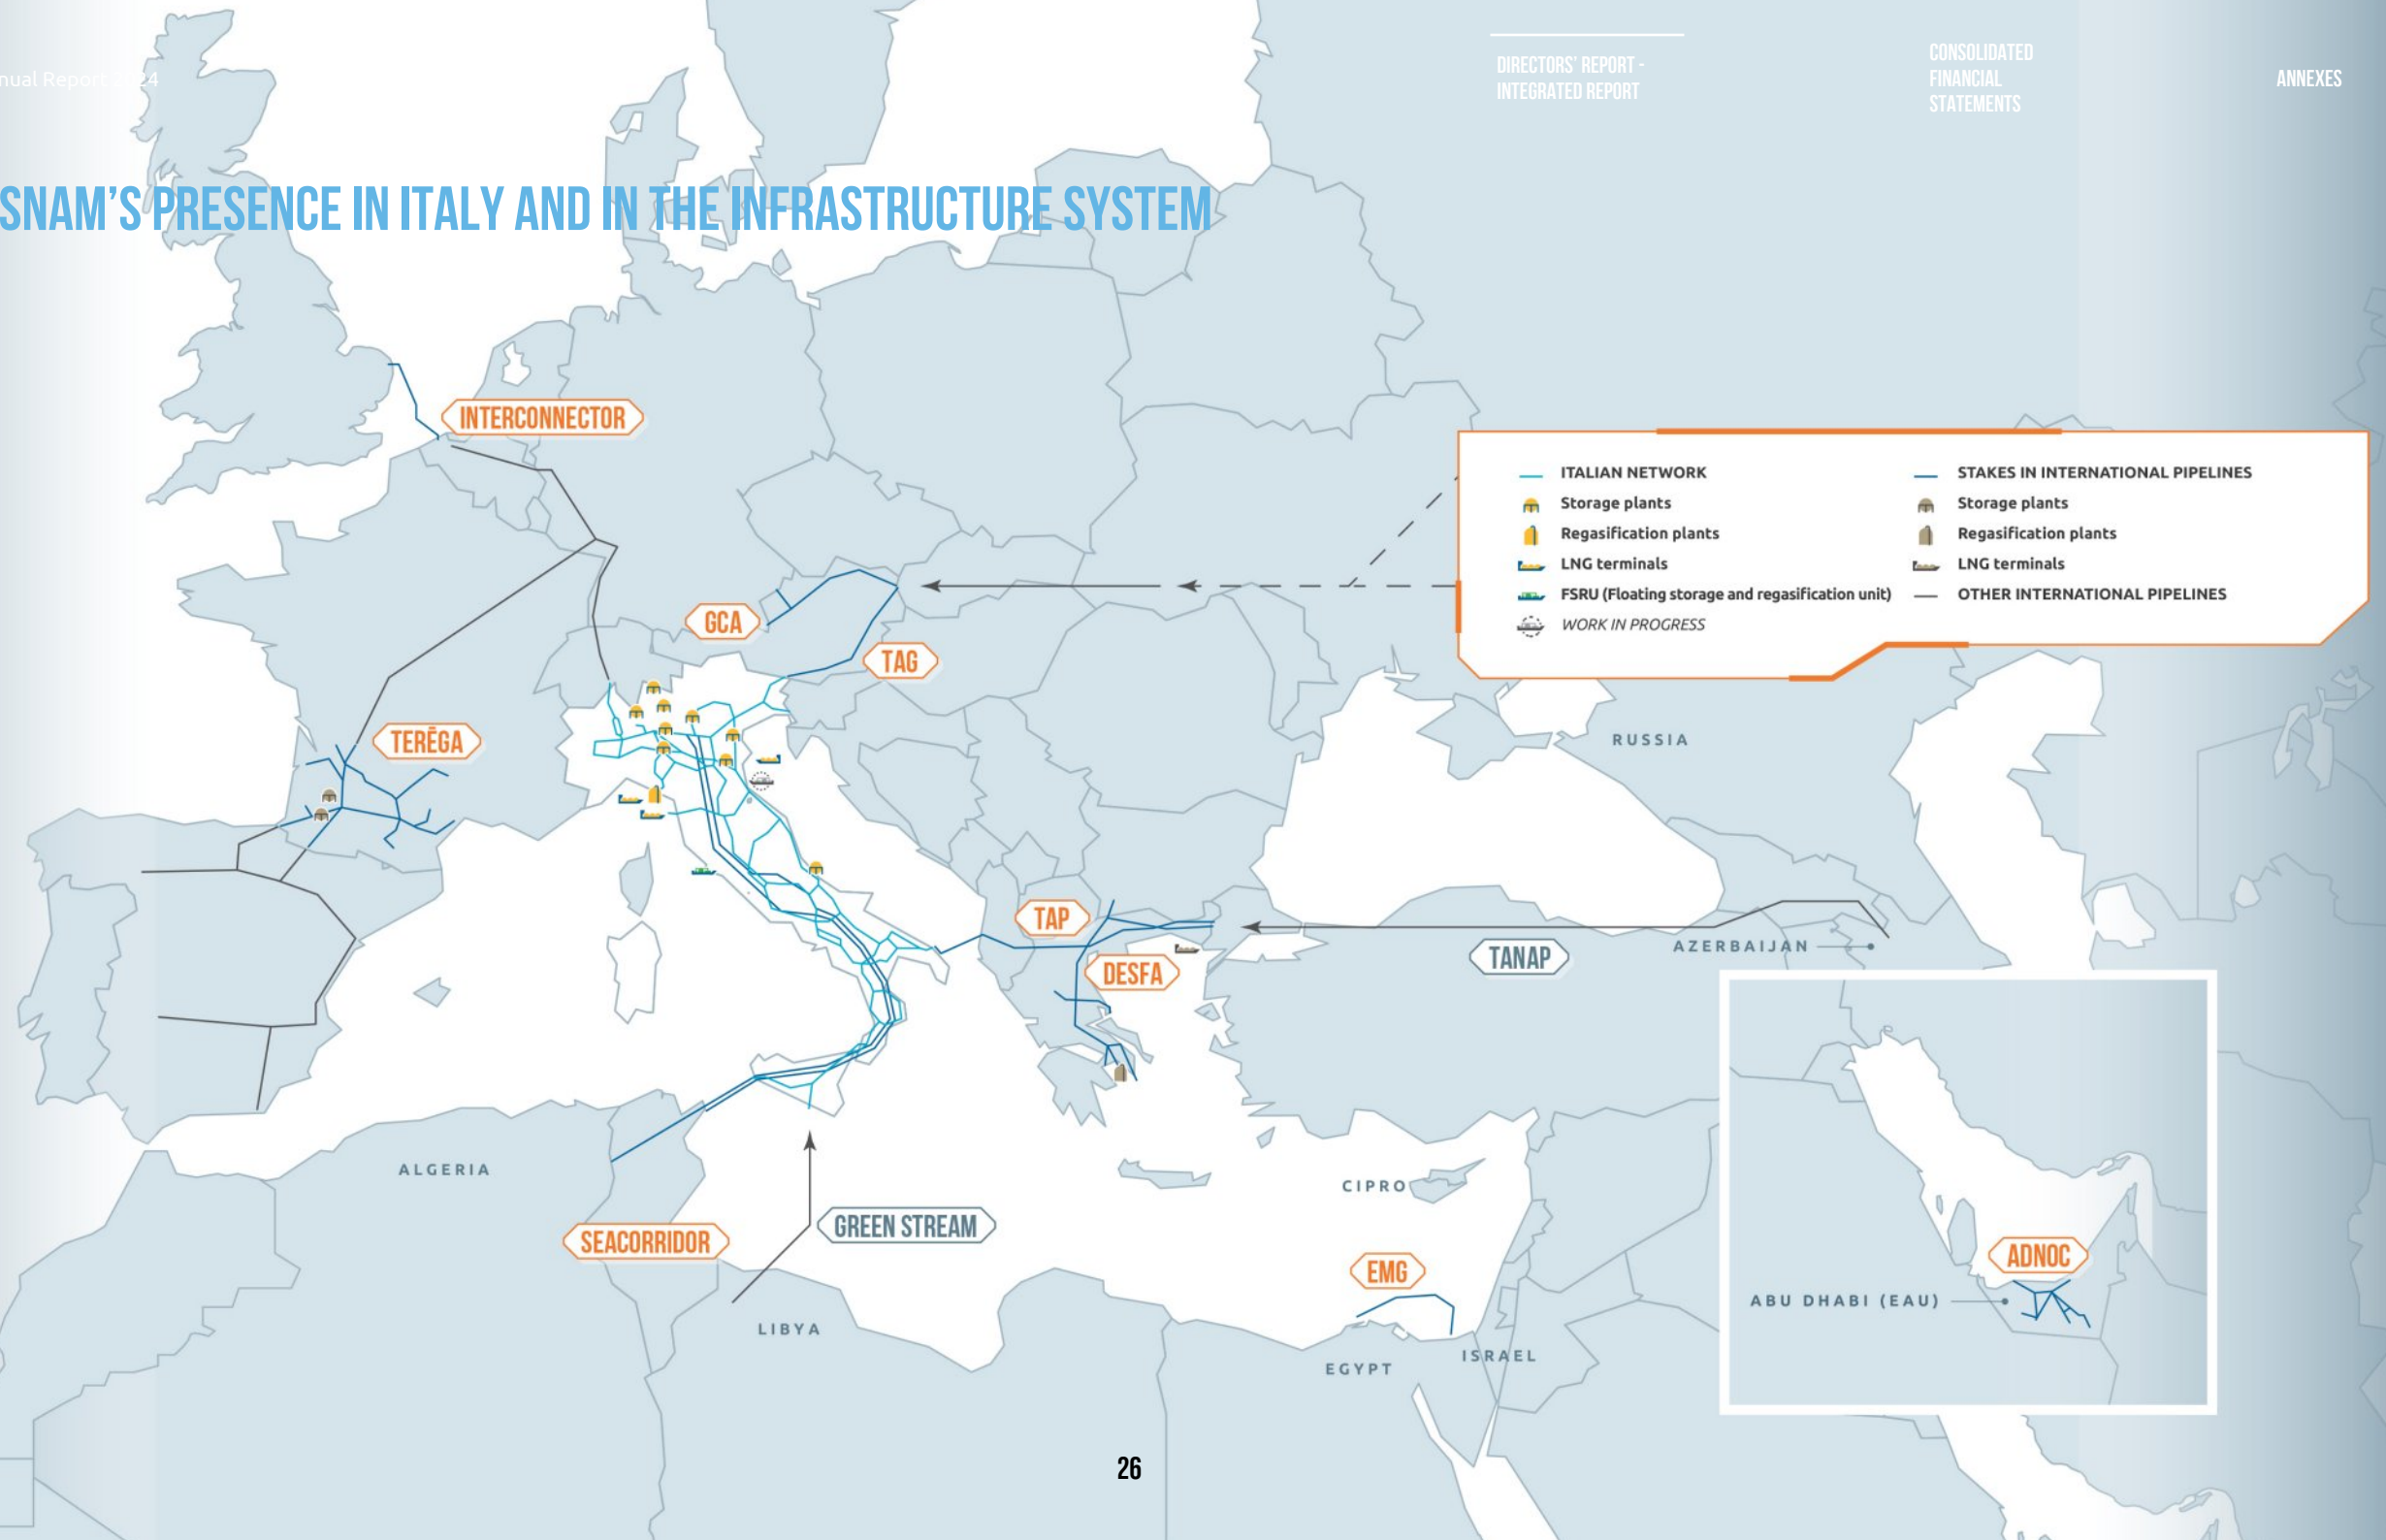 nual Report 2024
DIRECTORS' REPORT -
INTEGRATED REPORT
CONSOLIDATED
FINANCIAL
STATEMENTS
ANNEXES
SNAM'S PRESENCE IN ITALY AND IN THE INFRASTRUCTURE SYSTEM
INTERCONNECTOR
ITALIAN NETWORK
Storage plants
Regasification plants
LNG terminals
FSRU (Floating storage and regasification unit)
WORK IN PROGRESS
STAKES IN INTERNATIONAL PIPELINES
Storage plants
Regasification plants
LNG terminals
OTHER INTERNATIONAL PIPELINES
GCA
TAG
TERĒGA
RUSSIA
TAP
DESFA
TANAP
AZERBAIJAN
ALGERIA
CIPRO
SEACORRIDOR
GREEN STREAM
EMG
ADNOC
ABU DHABI (EAU)
LIBYA
EGYPT
ISRAEL
26